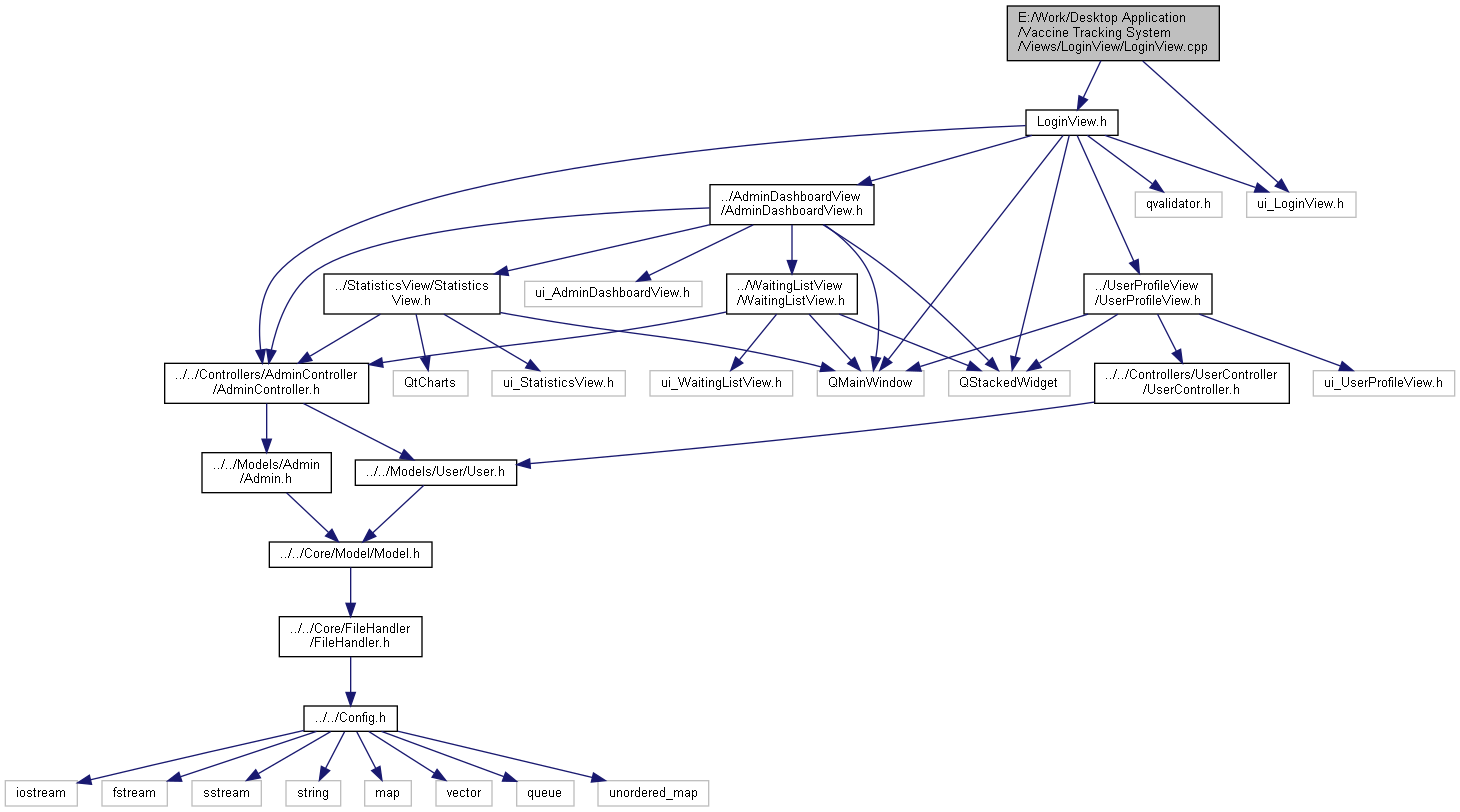 E:/Work/Desktop Application
/Vaccine Tracking System
/Views/LoginView/LoginView.cpp
LoginView.h
../AdminDashboardView
/AdminDashboardView.h
qvalidator.h
ui_LoginView.h
../StatisticsView/Statistics
View.h
ui_AdminDashboardView.h
../WaitingListView
/WaitingListView.h
../UserProfileView
/UserProfileView.h
../../Controllers/AdminController
/AdminController.h
QtCharts
ui_StatisticsView.h
ui_WaitingListView.h
QMainWindow
QStackedWidget
../../Controllers/UserController
/UserController.h
ui_UserProfileView.h
../../Models/Admin
/Admin.h
../../Models/User/User.h
../../Core/Model/Model.h
../../Core/FileHandler
/FileHandler.h
../../Config.h
iostream
fstream
sstream
string
map
vector
queue
unordered_map